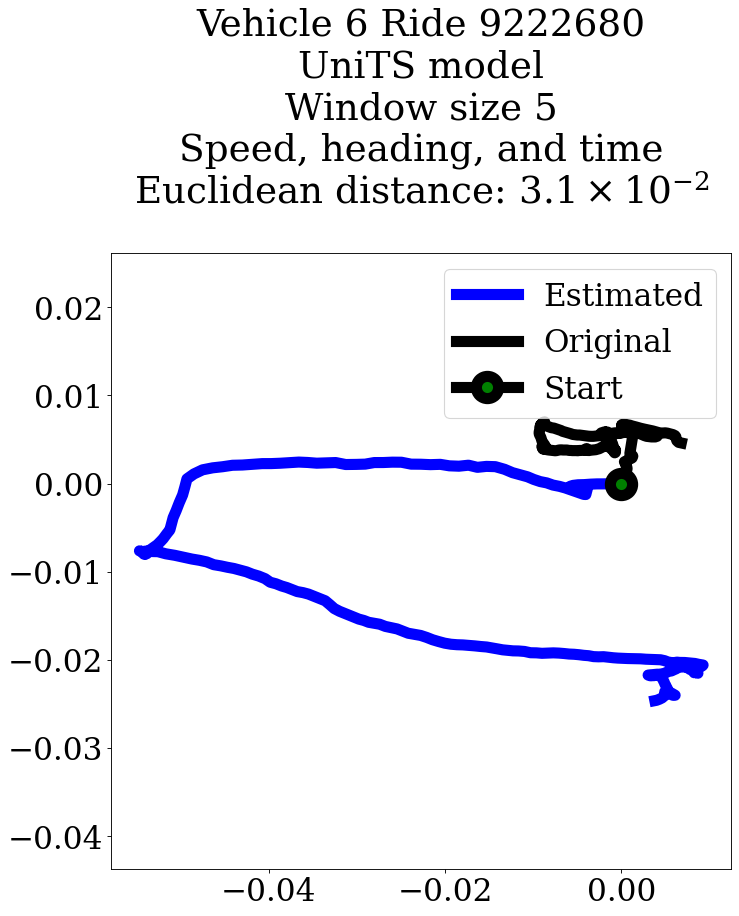 Vehicle 6 Ride 9222680
UniTS model
Window size 5
Speed, heading, and time
Euclidean distance: 3.1 × 10⁻²
Estimated
Original
Start
0.02
0.01
0.00
−0.01
−0.02
−0.03
−0.04
−0.04 −0.02 0.00